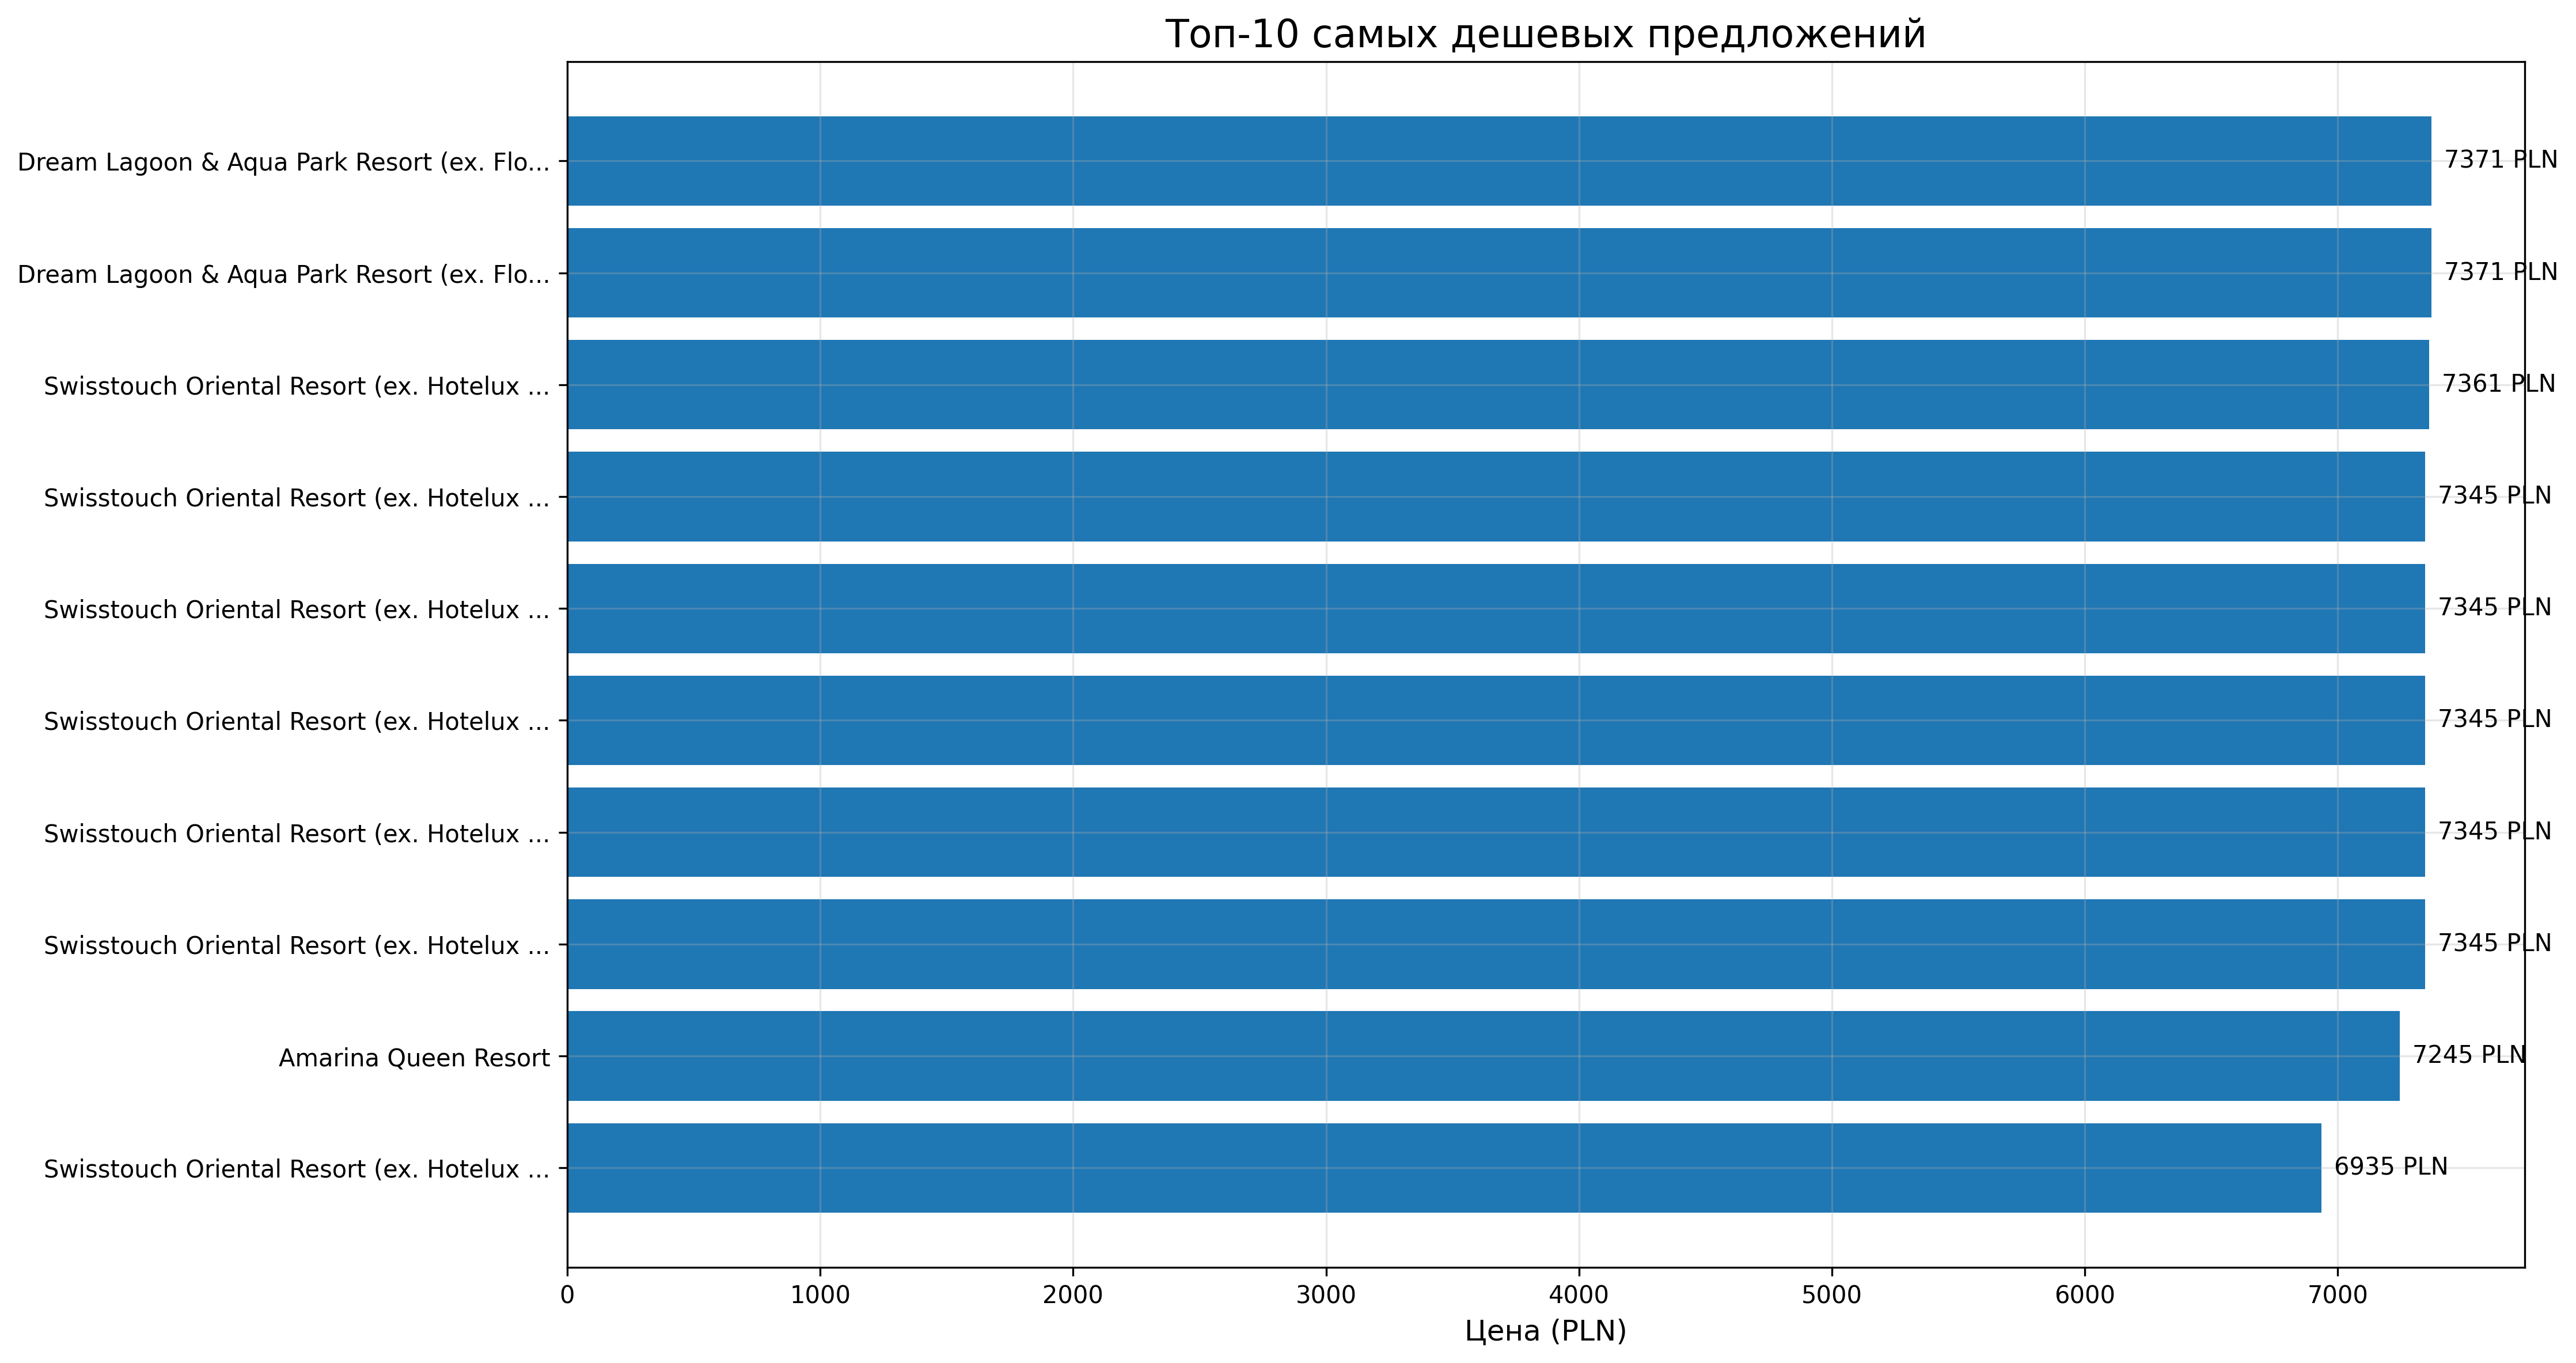 Топ-10 самых дешевых предложений
Dream Lagoon & Aqua Park Resort (ex. Flo... 7371 PLN
Dream Lagoon & Aqua Park Resort (ex. Flo... 7371 PLN
Swisstouch Oriental Resort (ex. Hotelux ... 7361 PLN
Swisstouch Oriental Resort (ex. Hotelux ... 7345 PLN
Swisstouch Oriental Resort (ex. Hotelux ... 7345 PLN
Swisstouch Oriental Resort (ex. Hotelux ... 7345 PLN
Swisstouch Oriental Resort (ex. Hotelux ... 7345 PLN
Swisstouch Oriental Resort (ex. Hotelux ... 7345 PLN
Amarina Queen Resort 7245 PLN
Swisstouch Oriental Resort (ex. Hotelux ... 6935 PLN
0 1000 2000 3000 4000 5000 6000 7000
Цена (PLN)